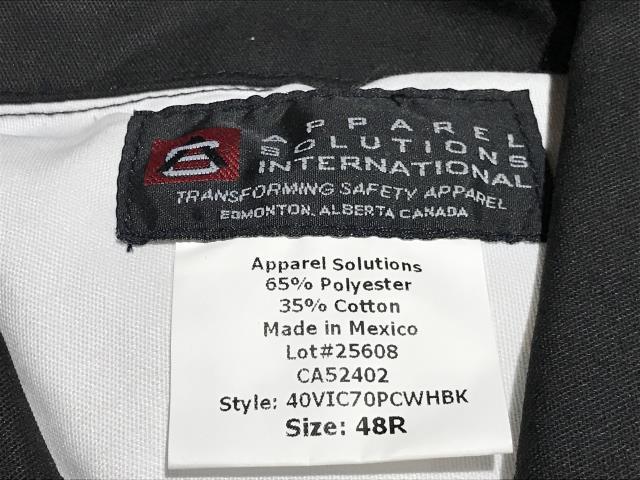 APPAREL
SOLUTIONS
INTERNATIONAL
TRANSFORMING SAFETY APPAREL
EDMONTON, ALBERTA CANADA
Apparel Solutions
65% Polyester
35% Cotton
Made in Mexico
Lot#25608
CA52402
Style: 40VIC70PCWHBK
Size: 48R